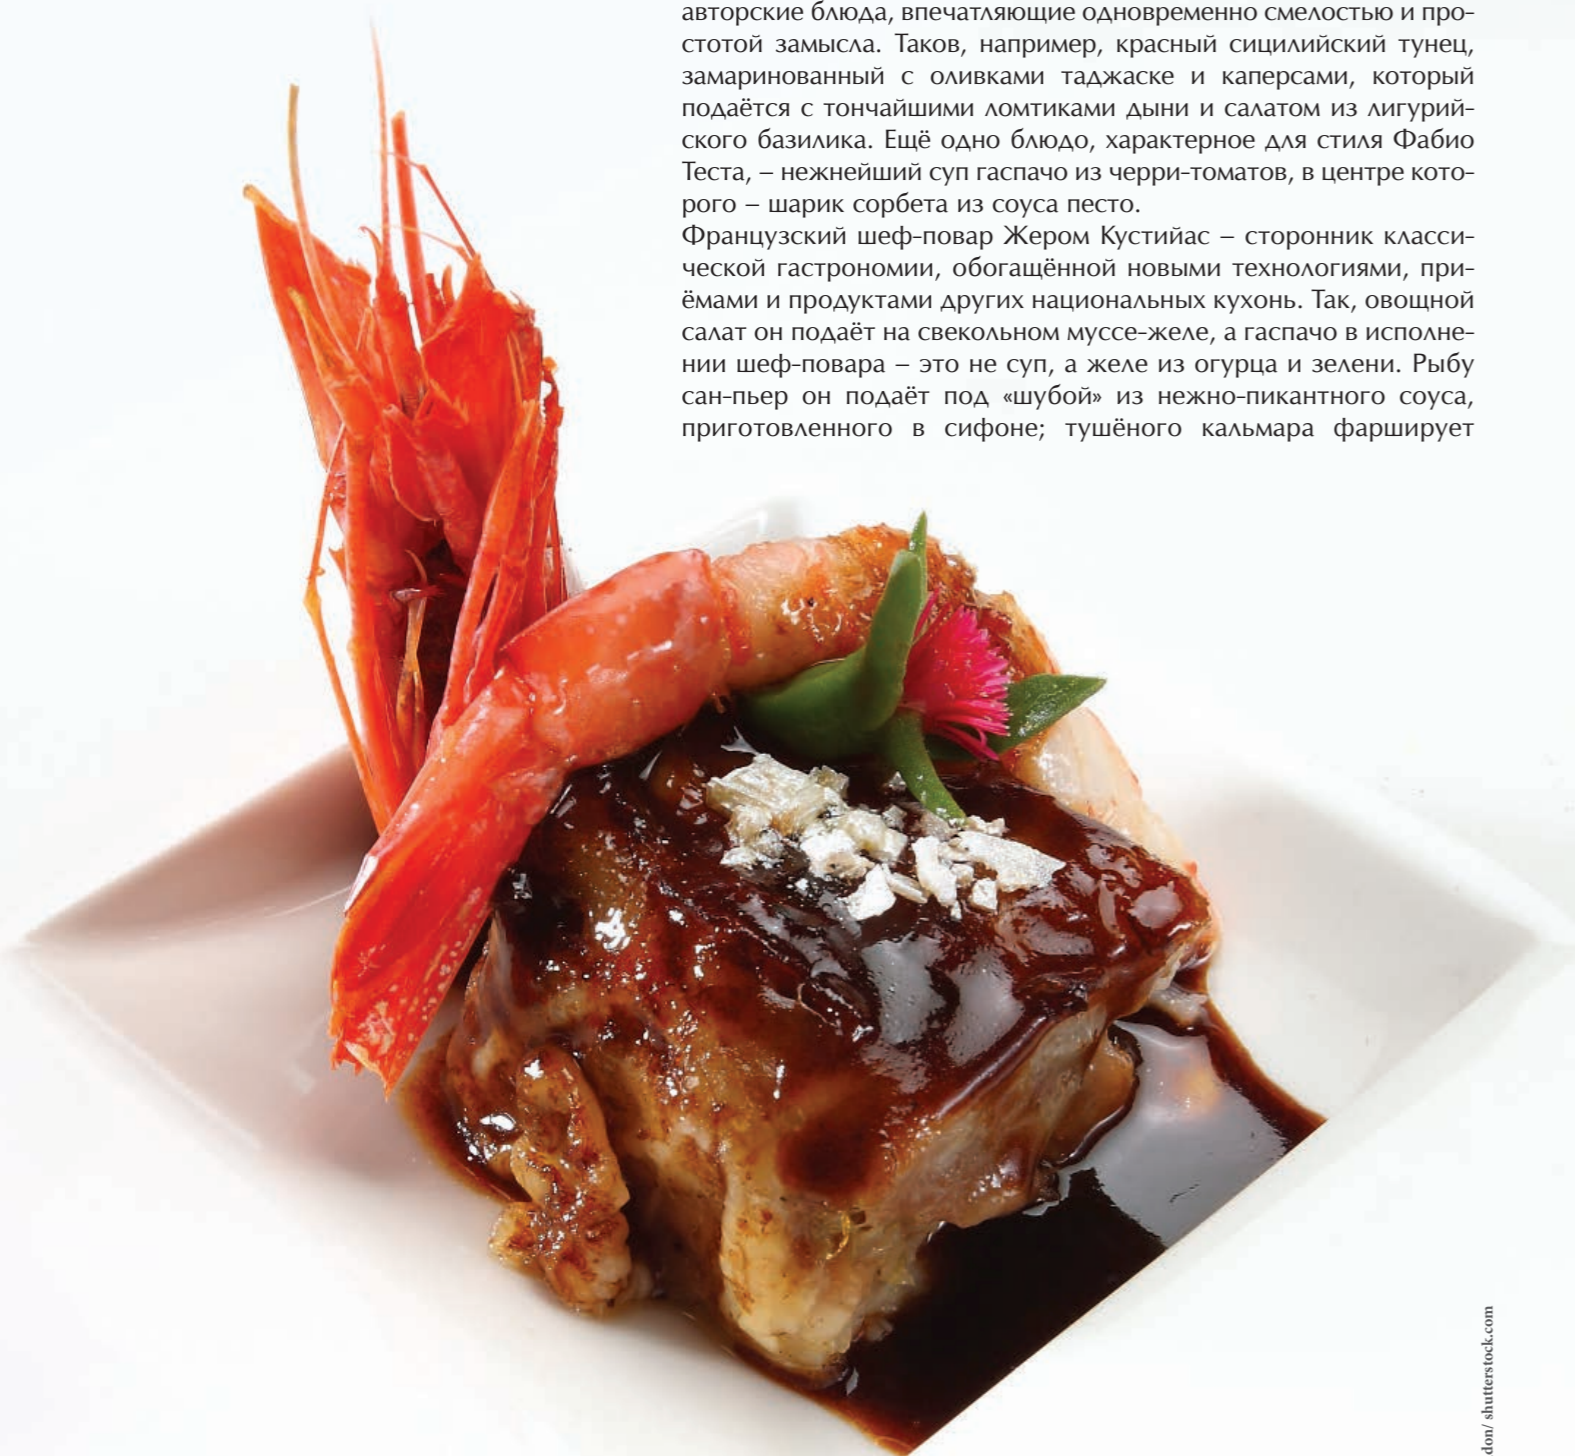 авторские блюда, впечатляющие одновременно смелостью и про-
стотой замысла. Таков, например, красный сицилийский тунец,
замаринованный с оливками таджаске и каперсами, который
подаётся с тончайшими ломтиками дыни и салатом из лигурий-
ского базилика. Ещё одно блюдо, характерное для стиля Фабио
Теста, – нежнейший суп гаспачо из черри-томатов, в центре кото-
рого – шарик сорбета из соуса песто.
Французский шеф-повар Жером Кустийас – сторонник класси-
ческой гастрономии, обогащённой новыми технологиями, при-
ёмами и продуктами других национальных кухонь. Так, овощной
салат он подаёт на свекольном муссе-желе, а гаспачо в исполне-
нии шеф-повара – это не суп, а желе из огурца и зелени. Рыбу
сан-пьер он подаёт под «шубой» из нежно-пикантного соуса,
приготовленного в сифоне; тушёного кальмара фарширует
don/ shutterstock.com